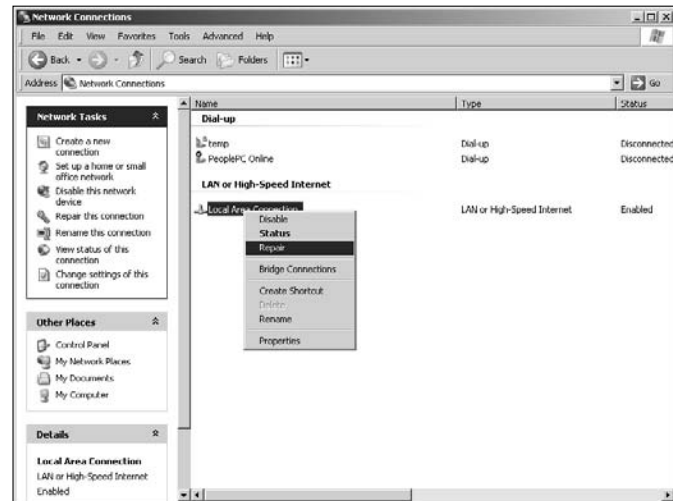 Network Connections
File Edit View Favorites Tools Advanced Help
Back Search Folders
Address Network Connections Go
Network Tasks
Create a new
connection
Set up a home or small
office network
Disable this network
device
Repair this connection
Rename this connection
View status of this
connection
Change settings of this
connection
Other Places
Control Panel
My Network Places
My Documents
My Computer
Details
Local Area Connection
LAN or High-Speed Internet
Enabled
Name Type Status
Dial-up
temp Dial-up Disconnected
PeoplePC Online Dial-up Disconnected
LAN or High-Speed Internet
Local Area Connection LAN or High-Speed Internet Enabled
Disable
Status
Repair
Bridge Connections
Create Shortcut
Delete
Rename
Properties